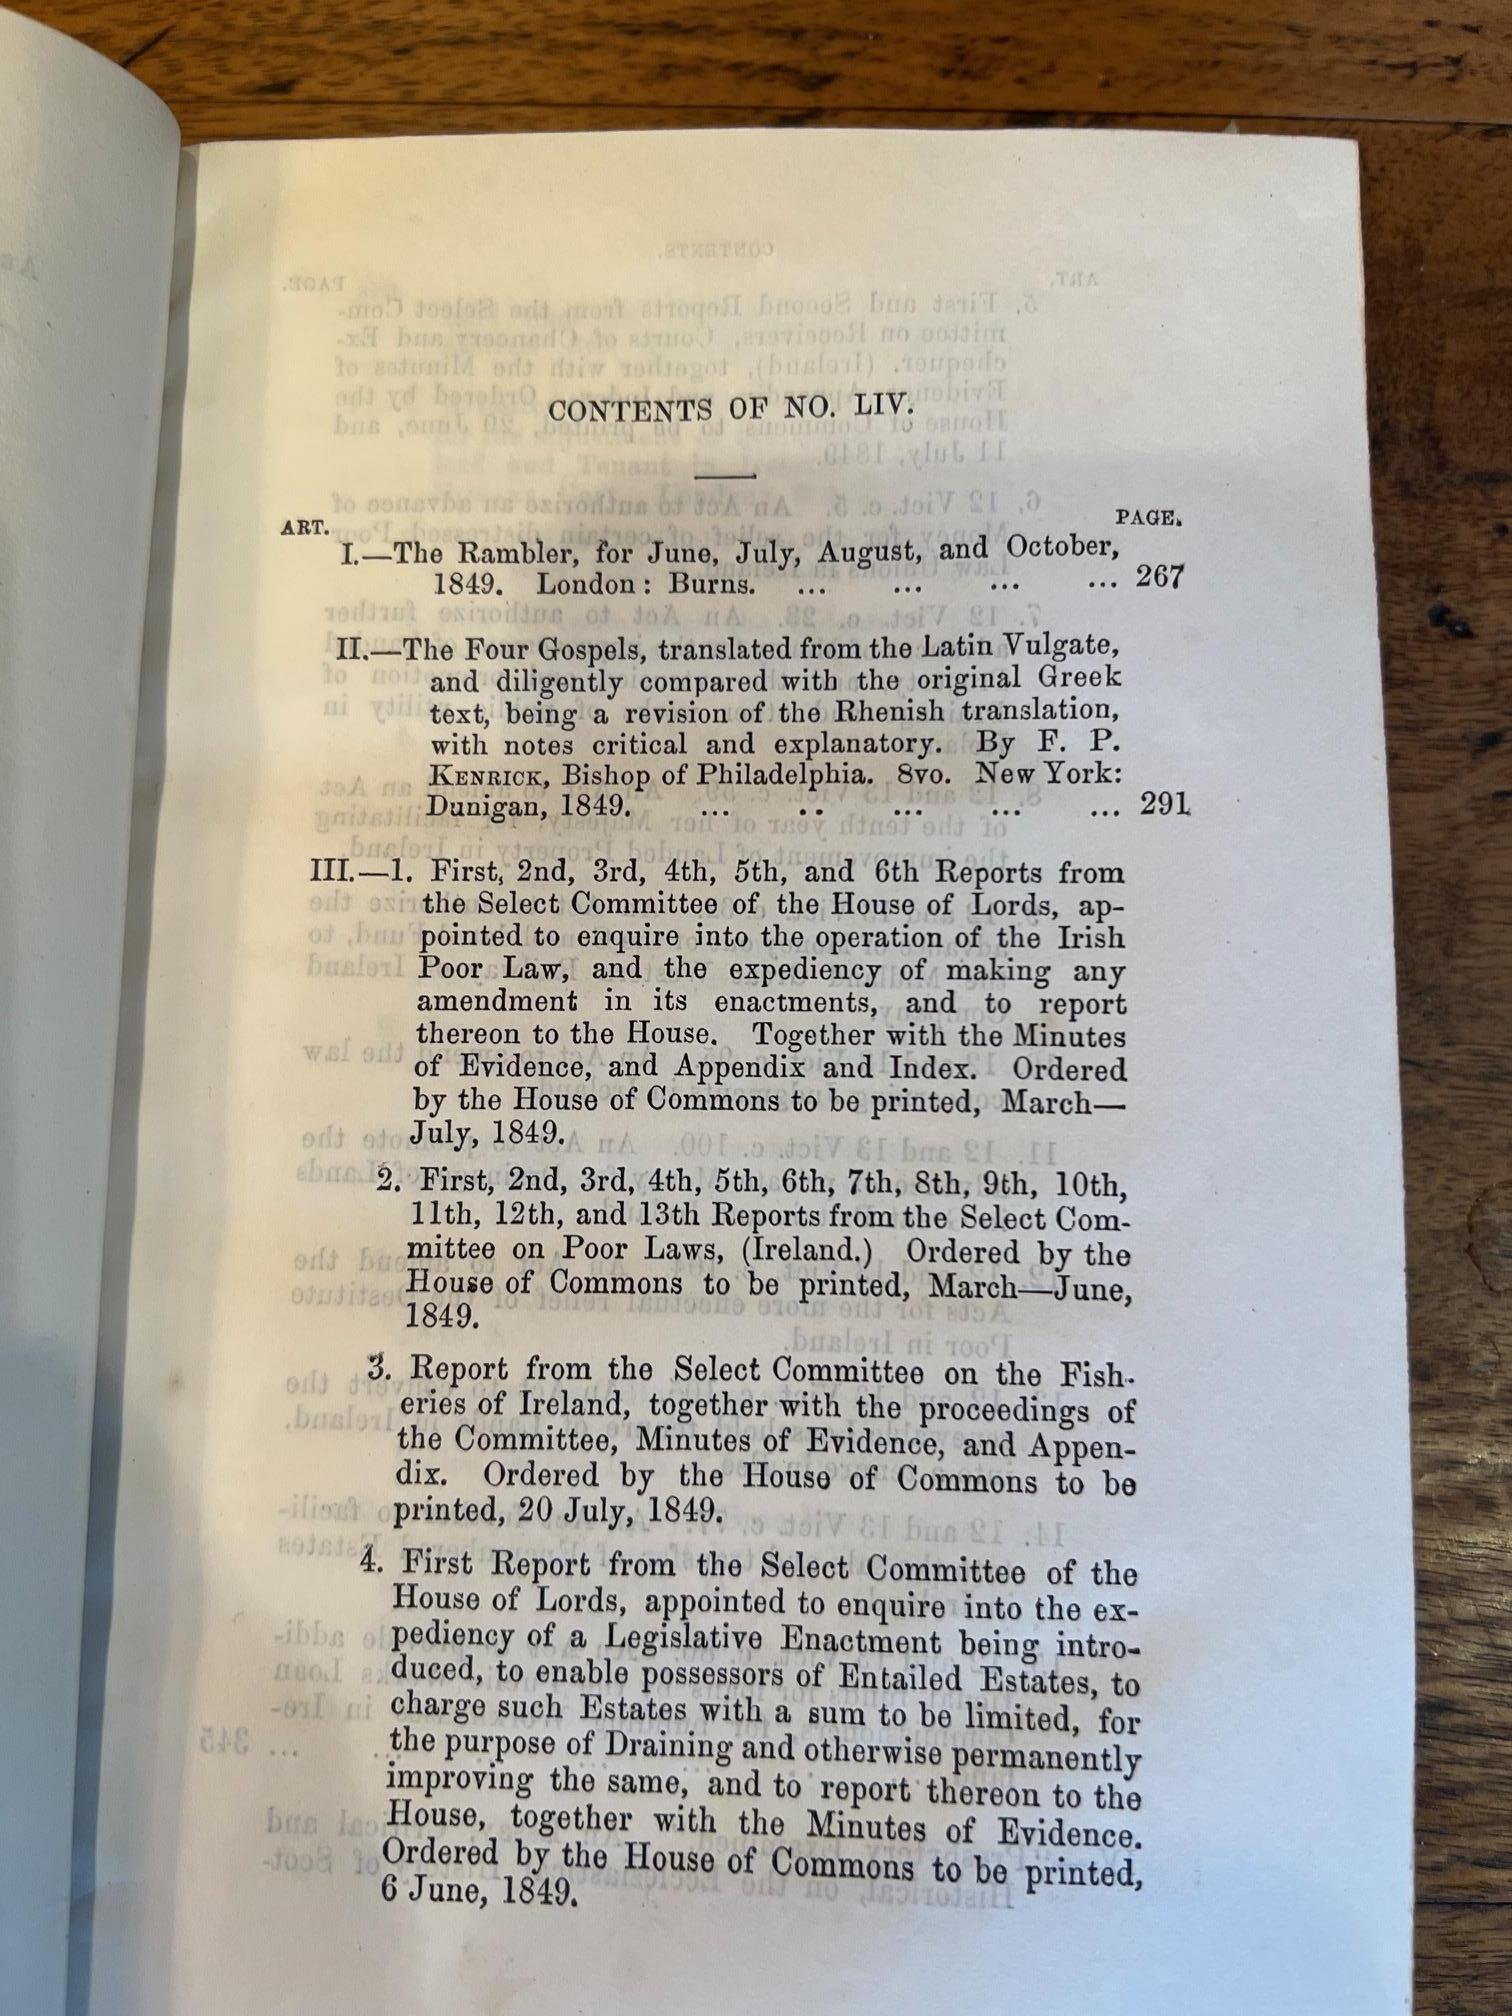 CONTENTS OF NO. LIV.
ART. PAGE.
I.—The Rambler, for June, July, August, and October,
1849. London: Burns. ... ... ... ... 267
II.—The Four Gospels, translated from the Latin Vulgate,
and diligently compared with the original Greek
text, being a revision of the Rhenish translation,
with notes critical and explanatory. By F. P.
KENRICK, Bishop of Philadelphia. 8vo. New York:
Dunigan, 1849. ... .. ... ... ... 291
III.—1. First, 2nd, 3rd, 4th, 5th, and 6th Reports from
the Select Committee of the House of Lords, ap-
pointed to enquire into the operation of the Irish
Poor Law, and the expediency of making any
amendment in its enactments, and to report
thereon to the House. Together with the Minutes
of Evidence, and Appendix and Index. Ordered
by the House of Commons to be printed, March—
July, 1849.
2. First, 2nd, 3rd, 4th, 5th, 6th, 7th, 8th, 9th, 10th,
11th, 12th, and 13th Reports from the Select Com-
mittee on Poor Laws, (Ireland.) Ordered by the
House of Commons to be printed, March—June,
1849.
3. Report from the Select Committee on the Fish-
eries of Ireland, together with the proceedings of
the Committee, Minutes of Evidence, and Appen-
dix. Ordered by the House of Commons to be
printed, 20 July, 1849.
4. First Report from the Select Committee of the
House of Lords, appointed to enquire into the ex-
pediency of a Legislative Enactment being intro-
duced, to enable possessors of Entailed Estates, to
charge such Estates with a sum to be limited, for
the purpose of Draining and otherwise permanently
improving the same, and to report thereon to the
House, together with the Minutes of Evidence.
Ordered by the House of Commons to be printed,
6 June, 1849.